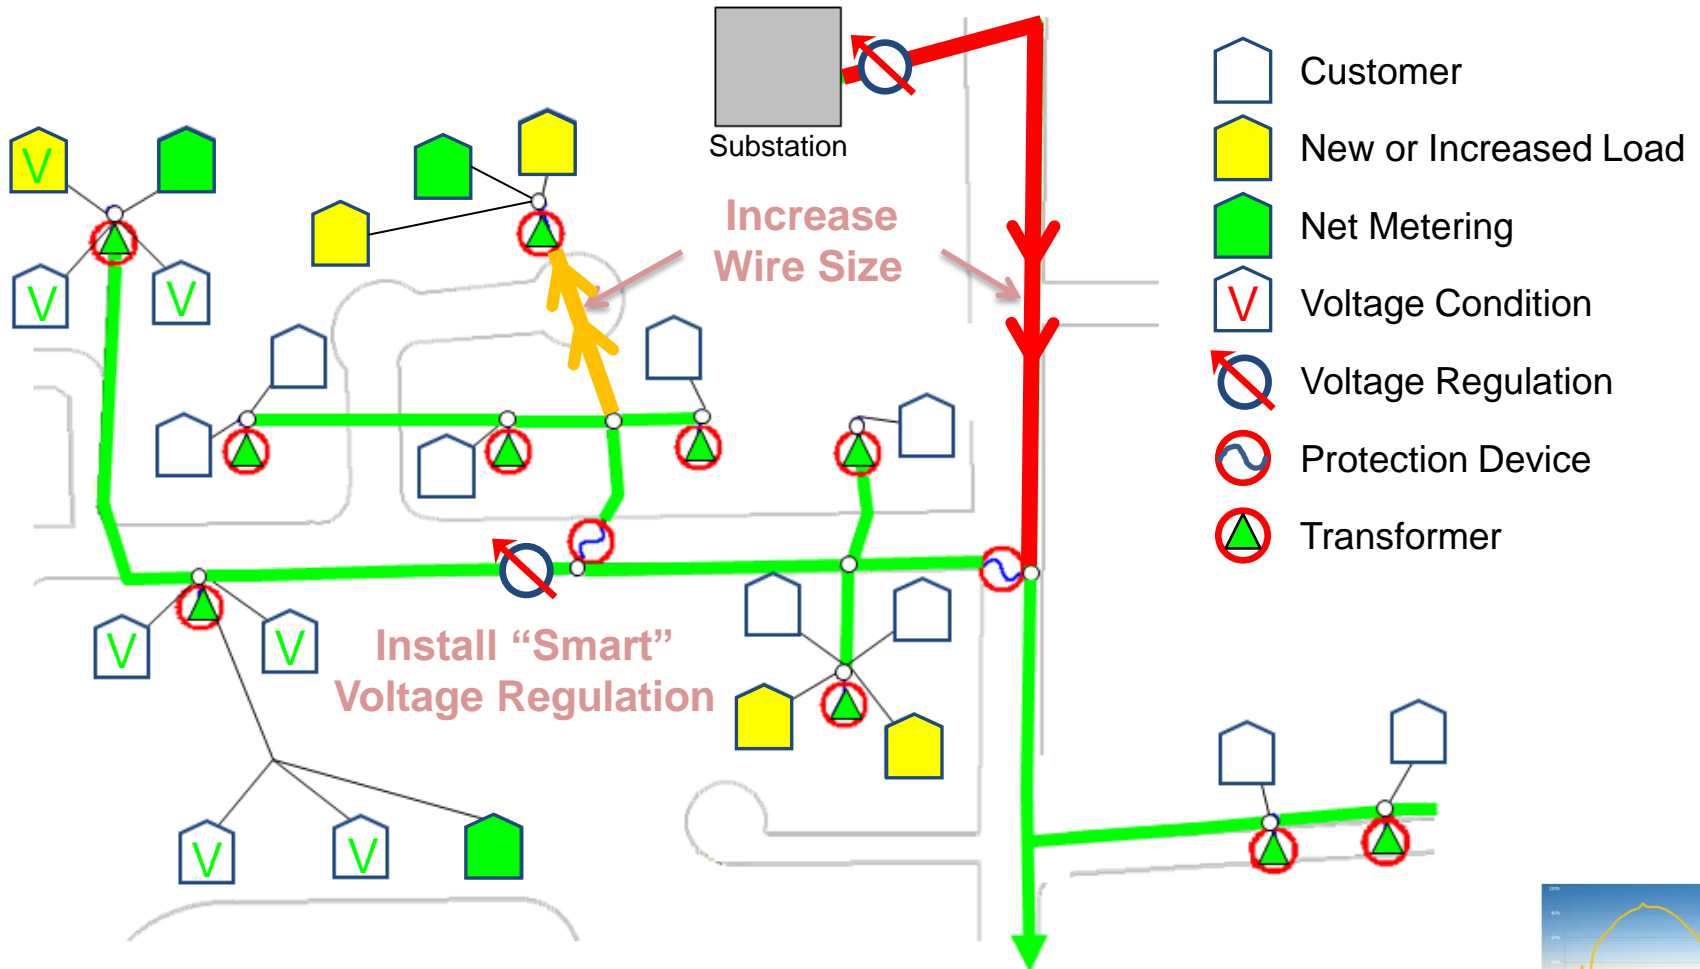 Substation
Increase
Wire Size
Install “Smart”
Voltage Regulation
V
V
V
V
V
V
V
Customer
New or Increased Load
Net Metering
V
Voltage Condition
Voltage Regulation
Protection Device
Transformer